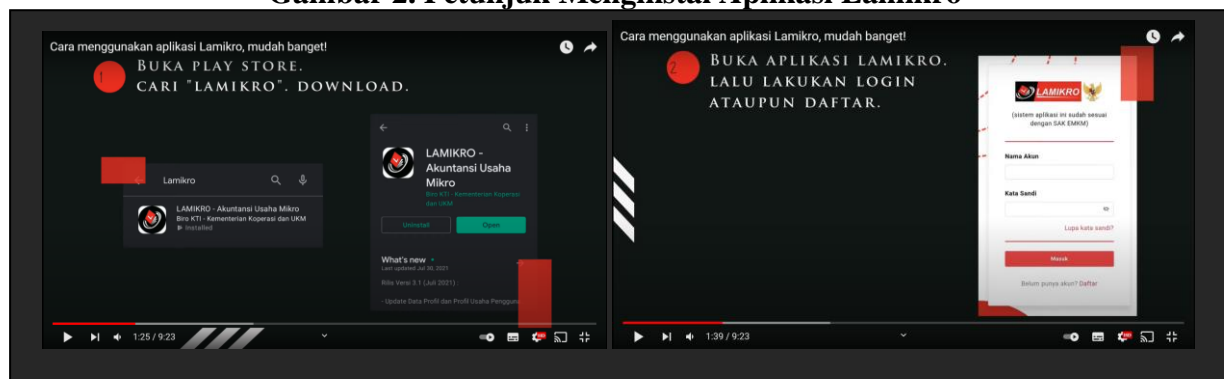 Gambar 2. Petunjuk Menginstal Aplikasi Lamikro
Cara menggunakan aplikasi Lamikro, mudah banget!
1
BUKA PLAY STORE.
CARI "LAMIKRO". DOWNLOAD.
Lamikro
LAMIKRO - Akuntansi Usaha Mikro
Biro KTI - Kementerian Koperasi dan UKM
Installed
LAMIKRO -
Akuntansi Usaha
Mikro
Biro KTI - Kementerian Koperasi
dan UKM
Uninstall
Open
What's new
Last updated Jul 30, 2021
Rilis Versi 3.1 (Juli 2021) :
- Update Data Profil dan Profil Usaha Pengguna
1:25 / 9:23
Cara menggunakan aplikasi Lamikro, mudah banget!
2
BUKA APLIKASI LAMIKRO.
LALU LAKUKAN LOGIN
ATAUPUN DAFTAR.
LAMIKRO
(sistem aplikasi ini sudah sesuai
dengan SAK EMKM)
Nama Akun
Kata Sandi
Lupa kata sandi?
Masuk
Belum punya akun? Daftar
1:39 / 9:23